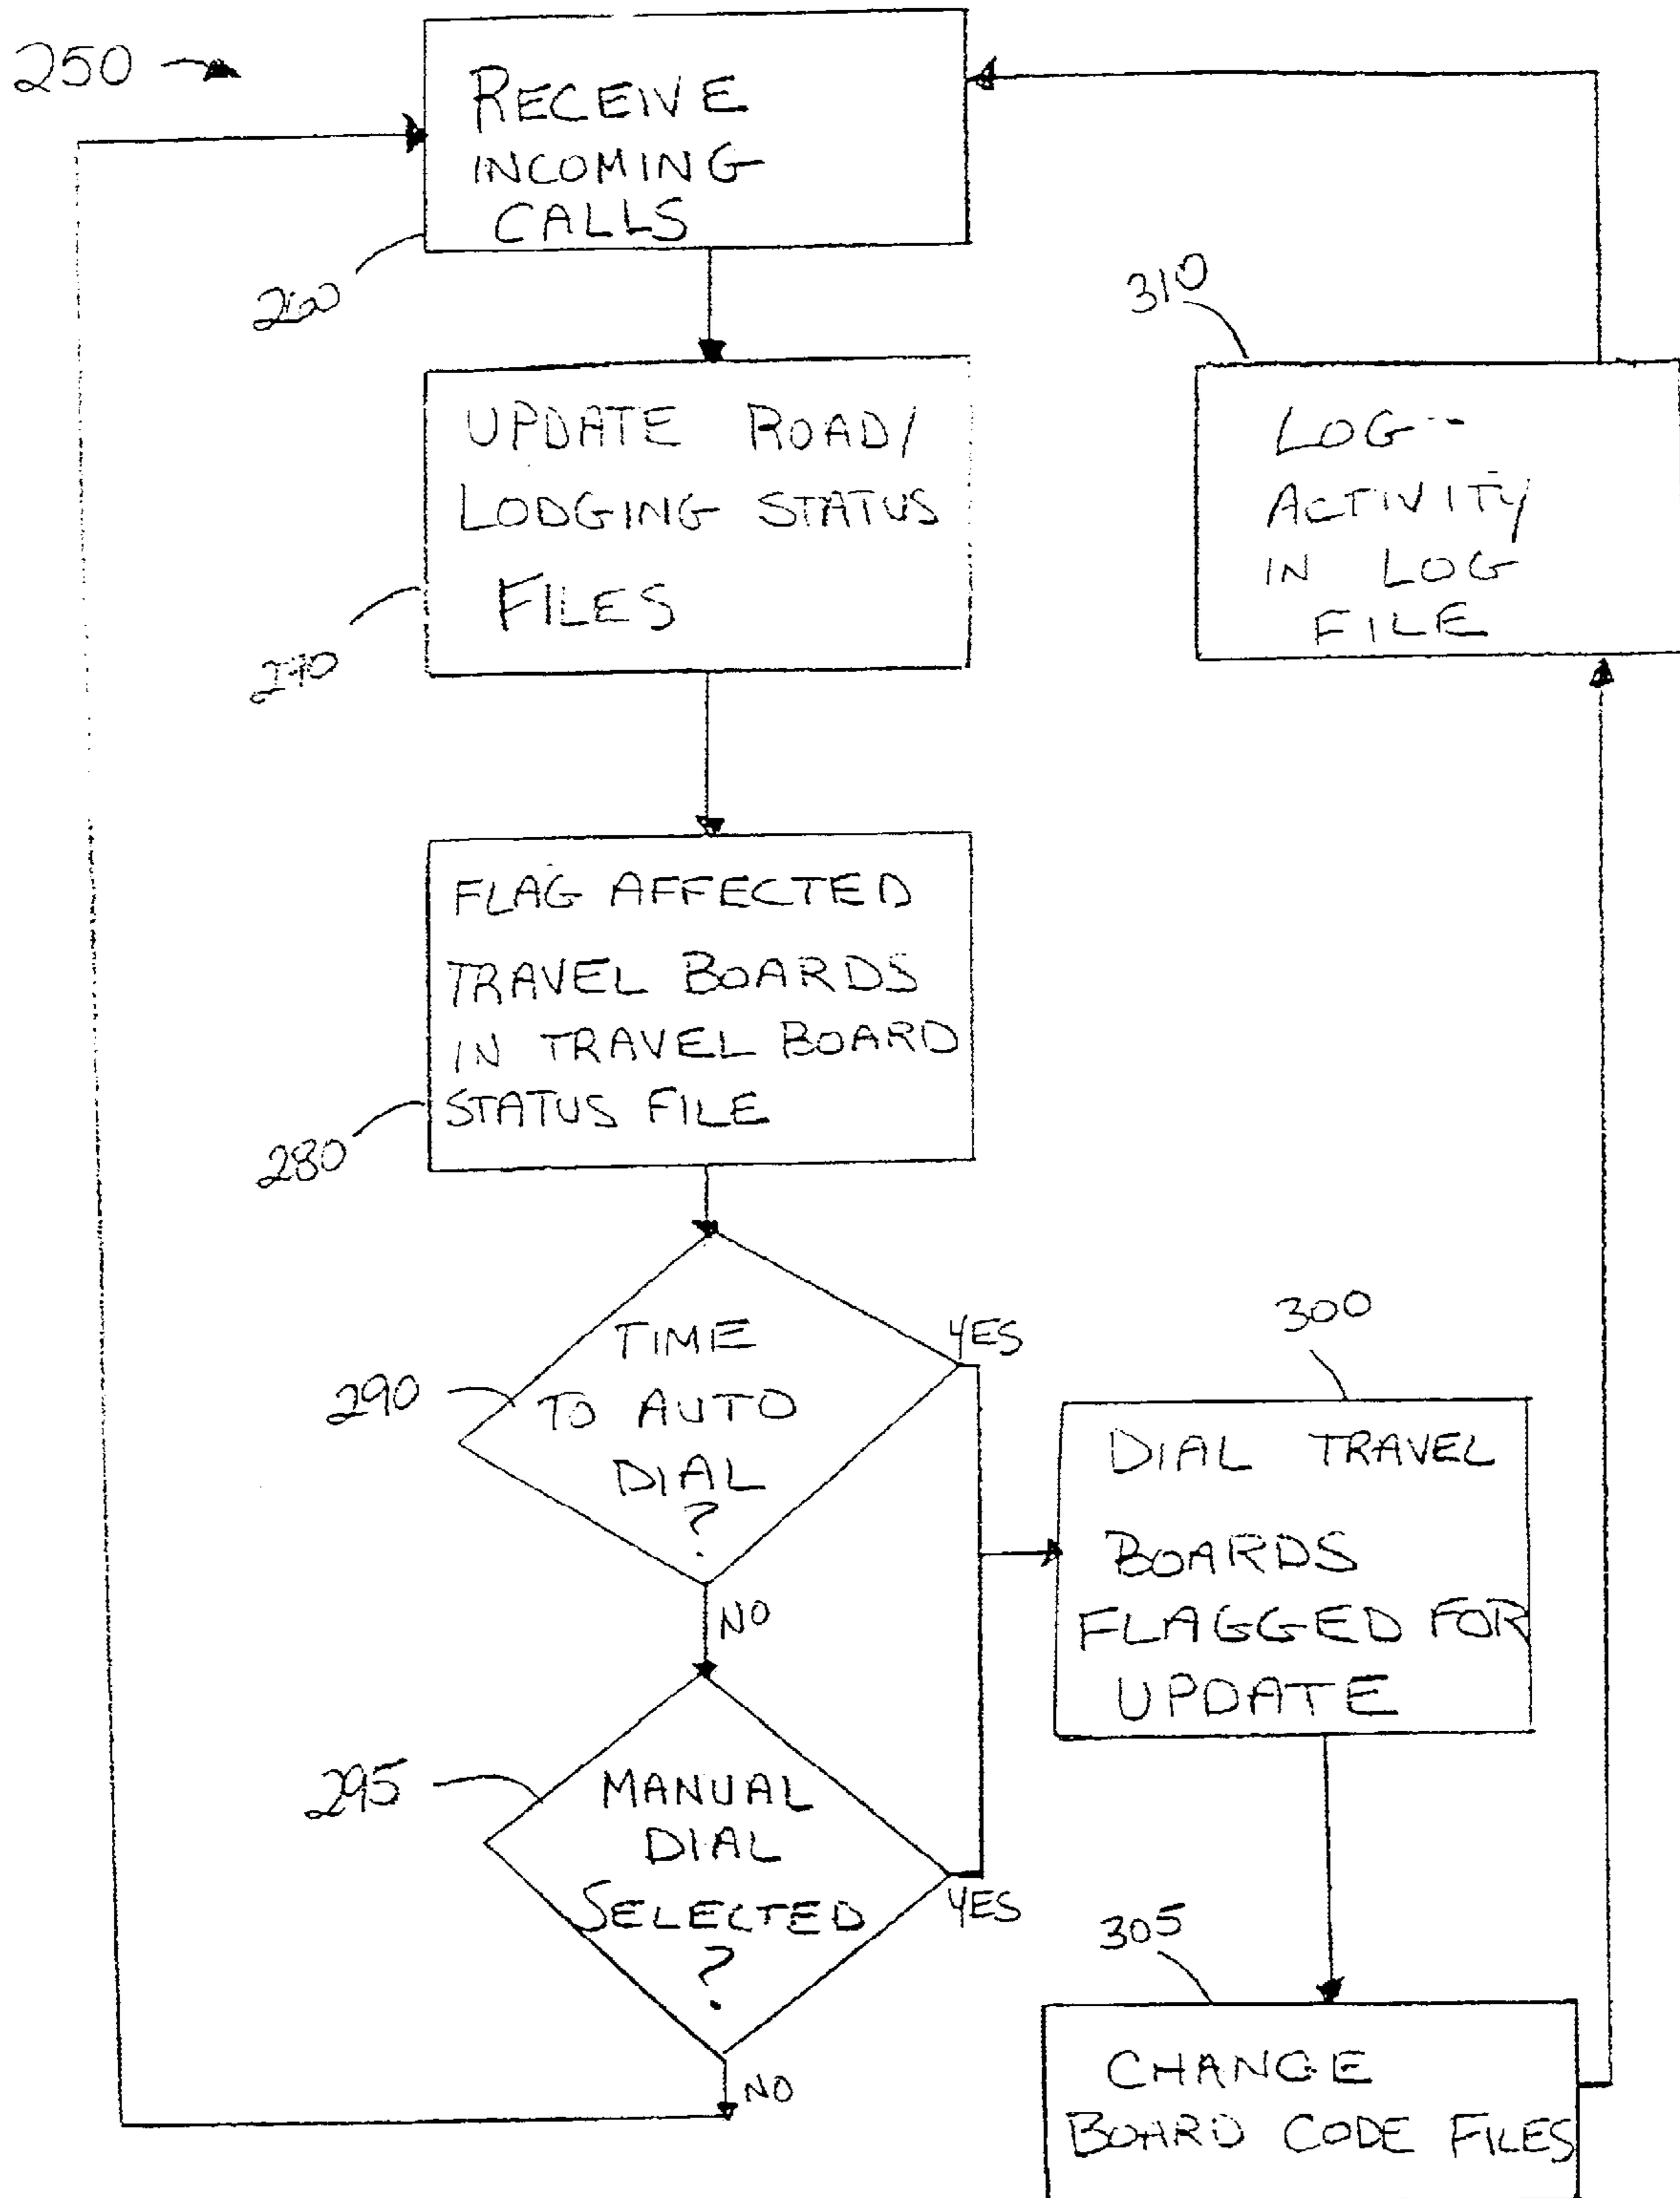 250
RECEIVE
INCOMING
CALLS
260
310
UPDATE ROAD/
LODGING STATUS
FILES
270
LOG
ACTIVITY
IN LOG
FILE
FLAG AFFECTED
TRAVEL BOARDS
IN TRAVEL BOARD
STATUS FILE
280
TIME
TO AUTO
DIAL
?
YES
290
NO
300
DIAL TRAVEL
BOARDS
FLAGGED FOR
UPDATE
295
MANUAL
DIAL
SELECTED
?
YES
NO
305
CHANGE
BOARD CODE FILES